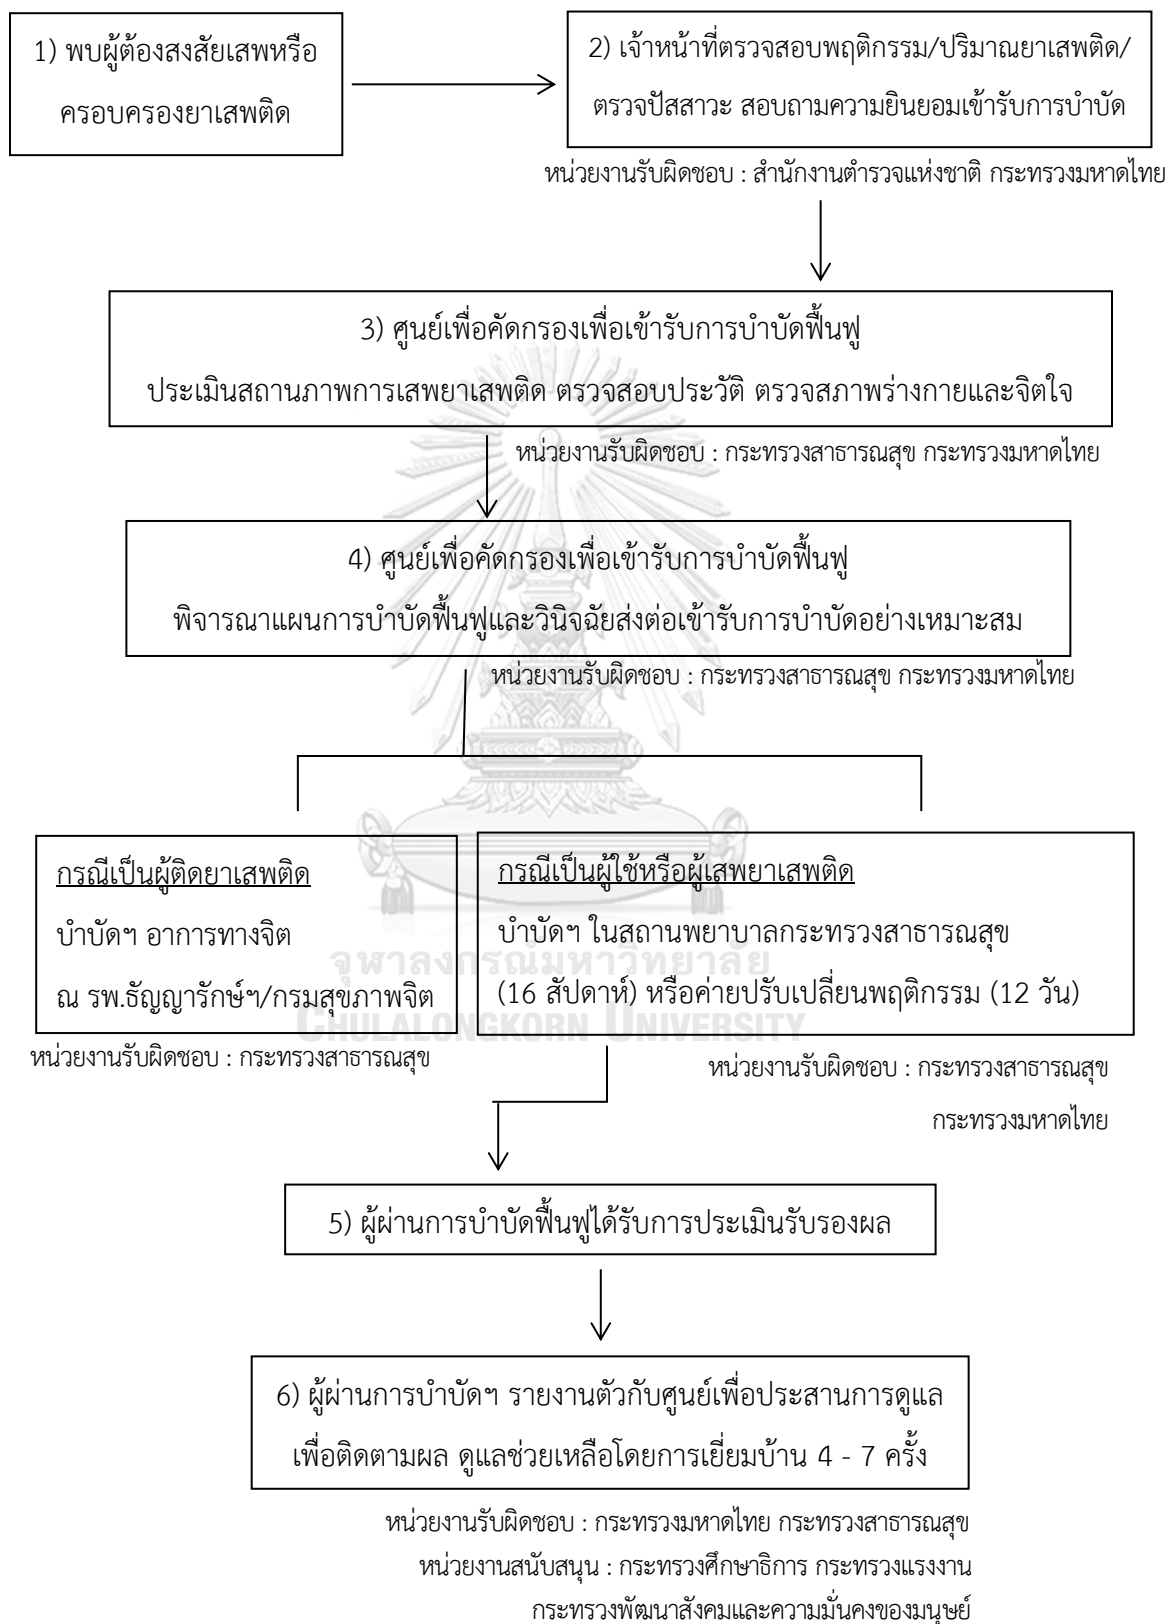 1) พบผู้ต้องสงสัยเสพหรือ
ครอบครองยาเสพติด
2) เจ้าหน้าที่ตรวจสอบพฤติกรรม/ปริมาณยาเสพติด/
ตรวจปัสสาวะ สอบถามความยินยอมเข้ารับการบำบัด
หน่วยงานรับผิดชอบ : สำนักงานตำรวจแห่งชาติ กระทรวงมหาดไทย
3) ศูนย์เพื่อคัดกรองเพื่อเข้ารับการบำบัดฟื้นฟู
ประเมินสถานภาพการเสพยาเสพติด ตรวจสอบประวัติ ตรวจสภาพร่างกายและจิตใจ
หน่วยงานรับผิดชอบ : กระทรวงสาธารณสุข กระทรวงมหาดไทย
4) ศูนย์เพื่อคัดกรองเพื่อเข้ารับการบำบัดฟื้นฟู
พิจารณาแผนการบำบัดฟื้นฟูและวินิจฉัยส่งต่อเข้ารับการบำบัดอย่างเหมาะสม
หน่วยงานรับผิดชอบ : กระทรวงสาธารณสุข กระทรวงมหาดไทย
กรณีเป็นผู้ติดยาเสพติด
บำบัดฯ อาการทางจิต
ณ รพ.ธัญญารักษ์ฯ/กรมสุขภาพจิต
หน่วยงานรับผิดชอบ : กระทรวงสาธารณสุข
กรณีเป็นผู้ใช้หรือผู้เสพยาเสพติด
บำบัดฯ ในสถานพยาบาลกระทรวงสาธารณสุข
(16 สัปดาห์) หรือค่ายปรับเปลี่ยนพฤติกรรม (12 วัน)
หน่วยงานรับผิดชอบ : กระทรวงสาธารณสุข
กระทรวงมหาดไทย
จุฬาลงกรณ์มหาวิทยาลัย
CHULALONGKORN UNIVERSITY
5) ผู้ผ่านการบำบัดฟื้นฟูได้รับการประเมินรับรองผล
6) ผู้ผ่านการบำบัดฯ รายงานตัวกับศูนย์เพื่อประสานการดูแล
เพื่อติดตามผล ดูแลช่วยเหลือโดยการเยี่ยมบ้าน 4 - 7 ครั้ง
หน่วยงานรับผิดชอบ : กระทรวงมหาดไทย กระทรวงสาธารณสุข
หน่วยงานสนับสนุน : กระทรวงศึกษาธิการ กระทรวงแรงงาน
กระทรวงพัฒนาสังคมและความมั่นคงของมนุษย์